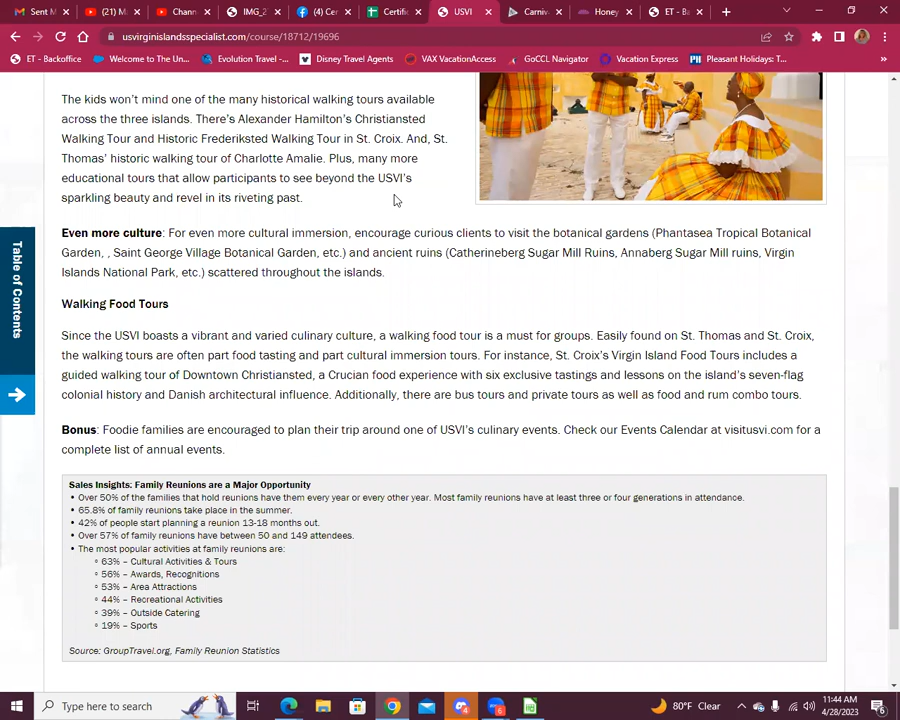 Sent M
(21) M
Chann
IMG_2
(4) Cer
Certific
USVI
Carniv
Honey
ET - Ba
usvirginislandsspecialist.com/course/18712/19696
ET - Backoffice
Welcome to The Un...
Evolution Travel -...
Disney Travel Agents
VAX VacationAccess
GoCCL Navigator
Vacation Express
Pleasant Holidays: T...
The kids won't mind one of the many historical walking tours available
across the three islands. There's Alexander Hamilton's Christiansted
Walking Tour and Historic Frederiksted Walking Tour in St. Croix. And, St.
Thomas' historic walking tour of Charlotte Amalie. Plus, many more
educational tours that allow participants to see beyond the USVI's
sparkling beauty and revel in its riveting past.
Even more culture: For even more cultural immersion, encourage curious clients to visit the botanical gardens (Phantasea Tropical Botanical
Garden, , Saint George Village Botanical Garden, etc.) and ancient ruins (Catherineberg Sugar Mill Ruins, Annaberg Sugar Mill ruins, Virgin
Islands National Park, etc.) scattered throughout the islands.
Table of Contents
Walking Food Tours
Since the USVI boasts a vibrant and varied culinary culture, a walking food tour is a must for groups. Easily found on St. Thomas and St. Croix,
the walking tours are often part food tasting and part cultural immersion tours. For instance, St. Croix's Virgin Island Food Tours includes a
guided walking tour of Downtown Christiansted, a Crucian food experience with six exclusive tastings and lessons on the island's seven-flag
colonial history and Danish architectural influence. Additionally, there are bus tours and private tours as well as food and rum combo tours.
Bonus: Foodie families are encouraged to plan their trip around one of USVI's culinary events. Check our Events Calendar at visitusvi.com for a
complete list of annual events.
Sales Insights: Family Reunions are a Major Opportunity
• Over 50% of the families that hold reunions have them every year or every other year. Most family reunions have at least three or four generations in attendance.
• 65.8% of family reunions take place in the summer.
• 42% of people start planning a reunion 13-18 months out.
• Over 57% of family reunions have between 50 and 149 attendees.
• The most popular activities at family reunions are:
◦ 63% – Cultural Activities & Tours
◦ 56% – Awards, Recognitions
◦ 53% – Area Attractions
◦ 44% – Recreational Activities
◦ 39% – Outside Catering
◦ 19% – Sports
Source: GroupTravel.org, Family Reunion Statistics
Type here to search
80°F Clear
11:44 AM
4/28/2023